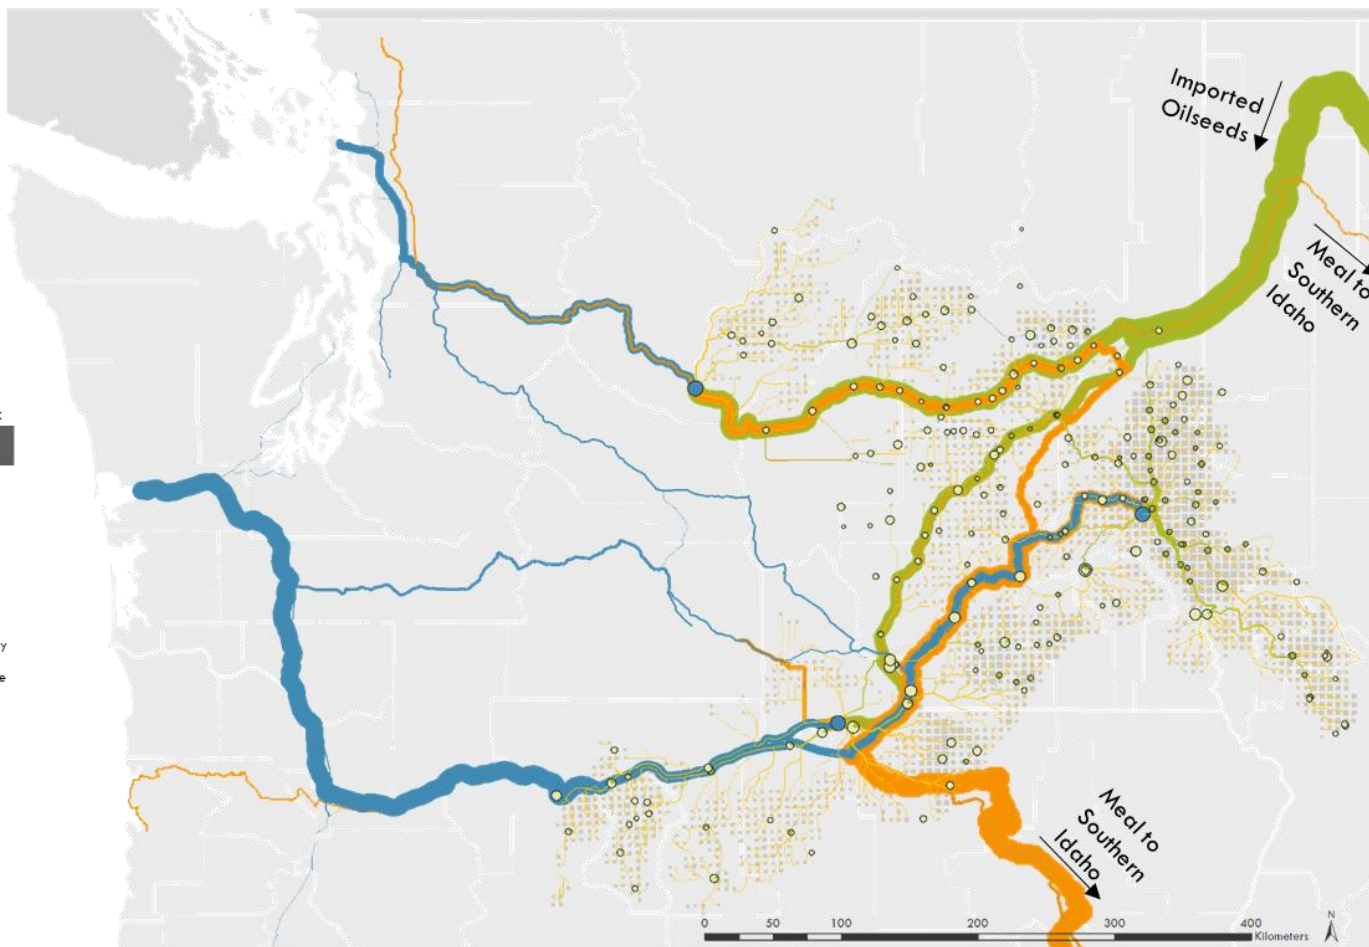 Imported
Oilseeds
Meal to
Southern
Idaho
y
e
Meal to
Southern
Idaho
0 50 100 200 300 400
Kilometers
N